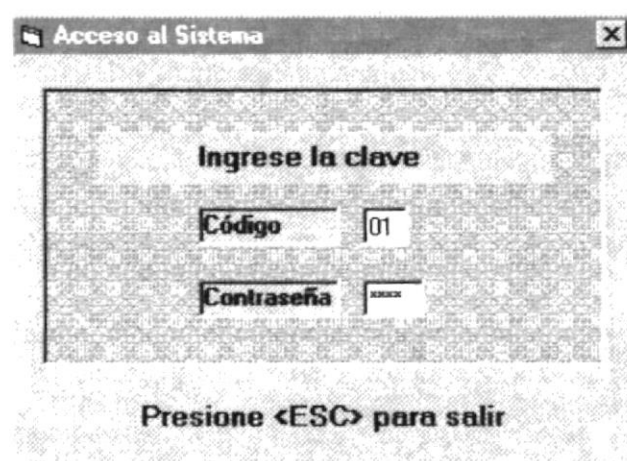 Acceso al Sistema
Ingrese la clave
Código 01
Contraseña ****
Presione <ESC> para salir